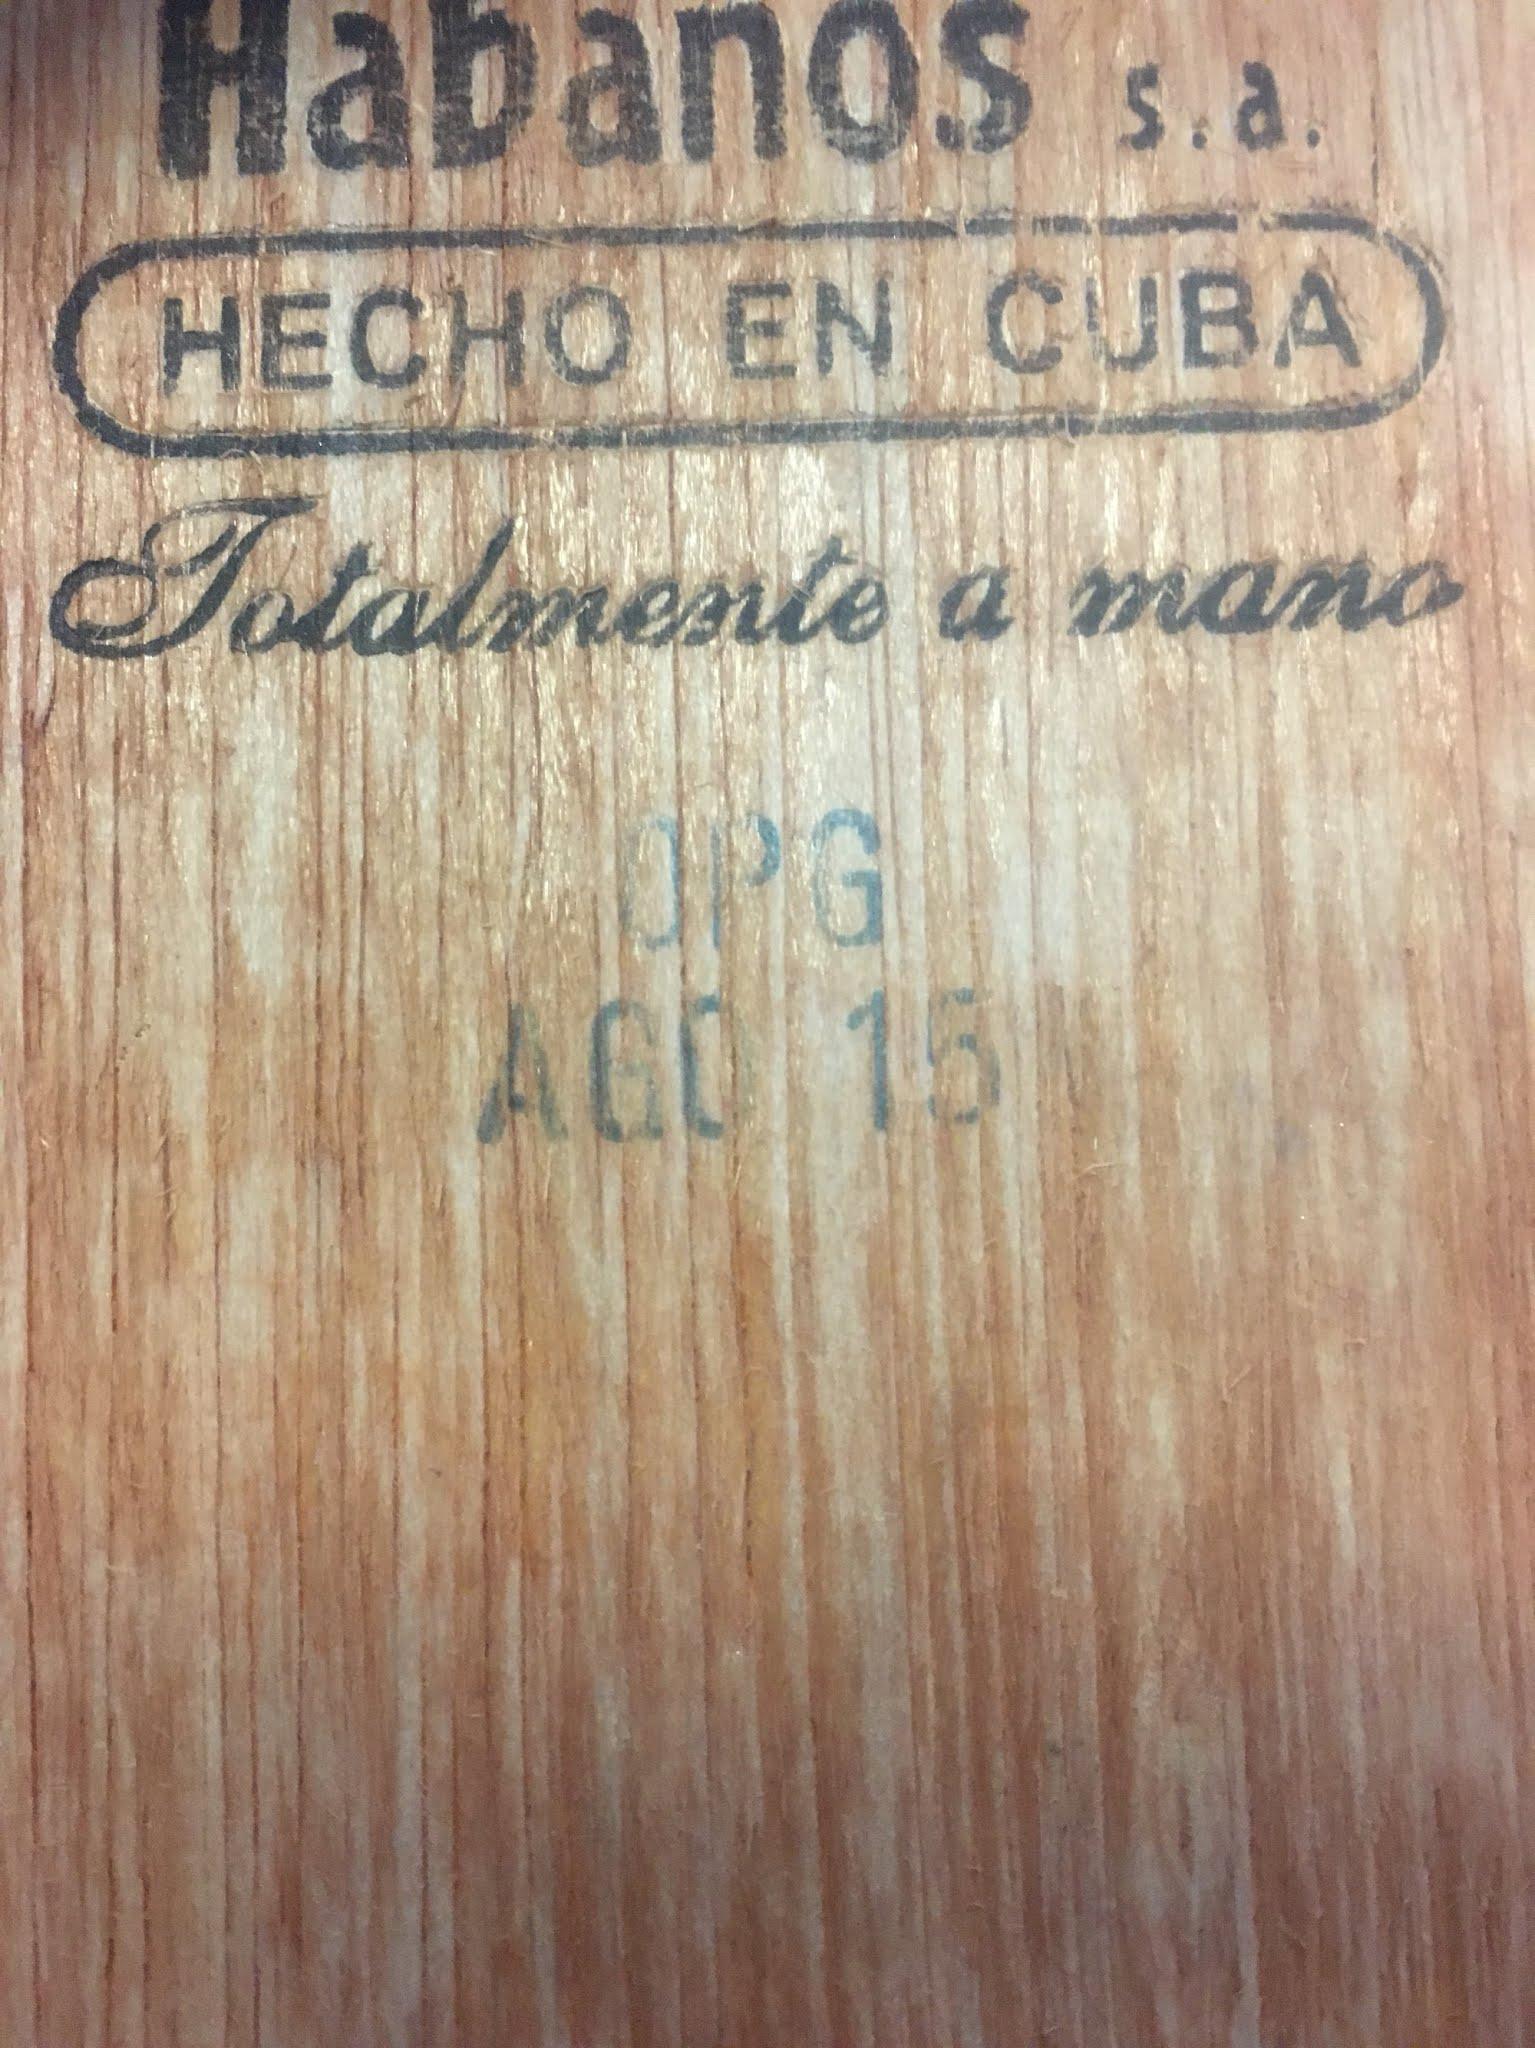 Habanos s.a.
HECHO EN CUBA
Totalmente a mano
OPG
AGO 15